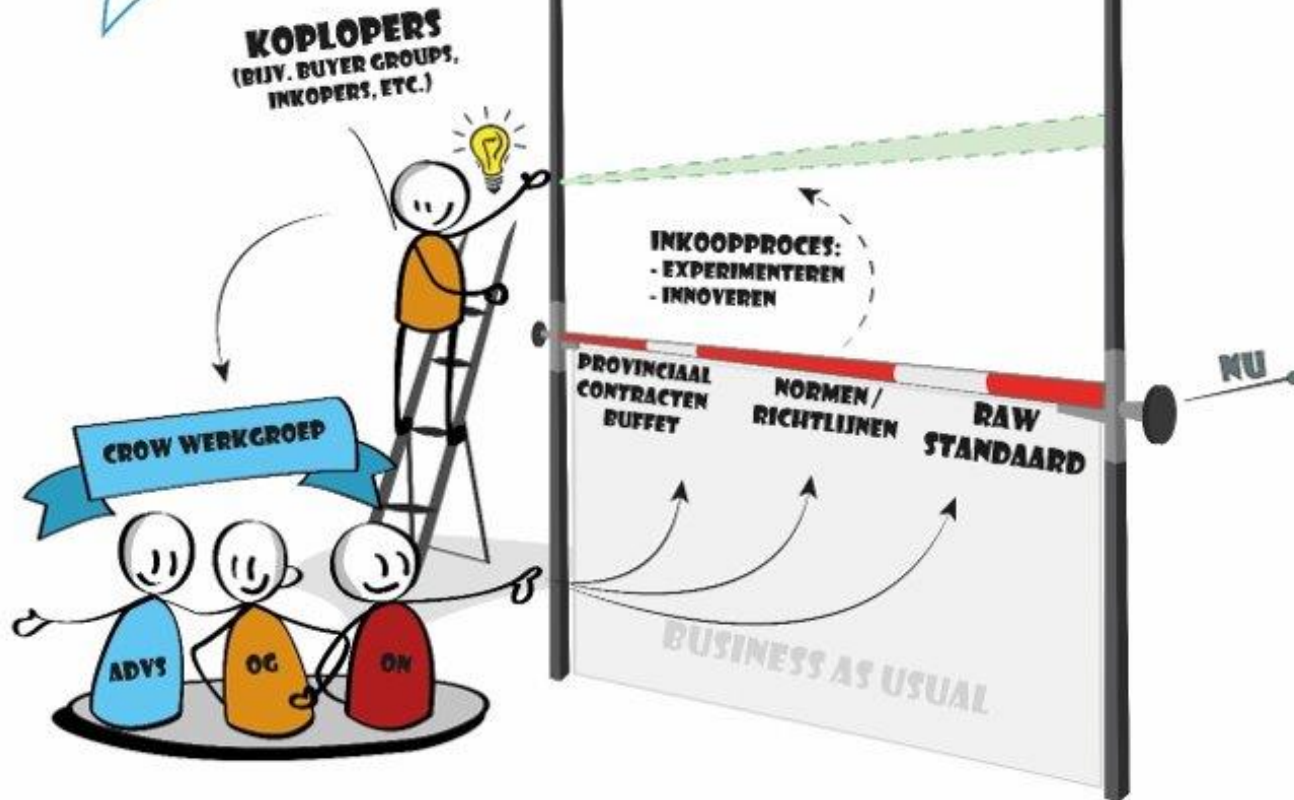 KOPLOPERS
(BIJV. BUYER GROUPS,
INKOPERS, ETC.)
INKOOPPROCES:
- EXPERIMENTEREN
- INNOVEREN
PROVINCIAAL
CONTRACTEN
BUFFET
NORMEN /
RICHTLIJNEN
RAW
STANDAARD
NU
CROW WERKGROEP
ADVS
OG
ON
BUSINESS AS USUAL